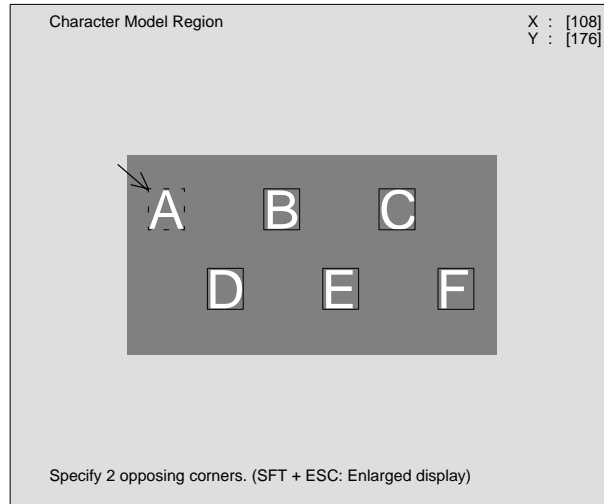 Character Model Region
X : [108]
Y : [176]
A B C
D E F
Specify 2 opposing corners. (SFT + ESC: Enlarged display)